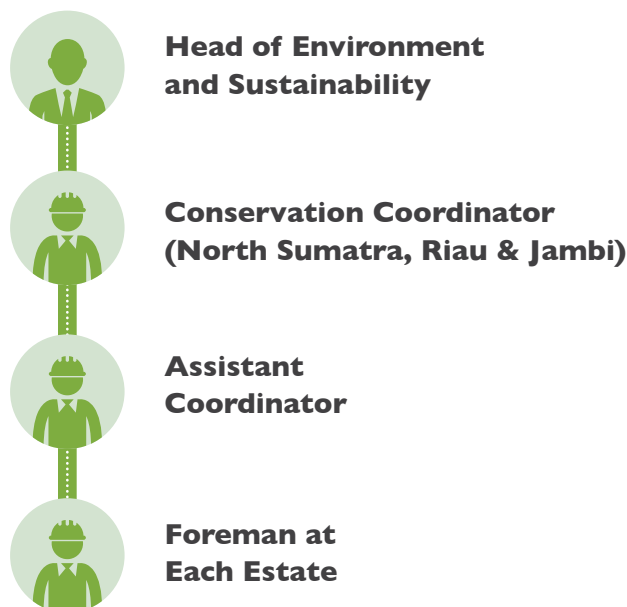 Head of Environment
and Sustainability
Conservation Coordinator
(North Sumatra, Riau & Jambi)
Assistant
Coordinator
Foreman at
Each Estate